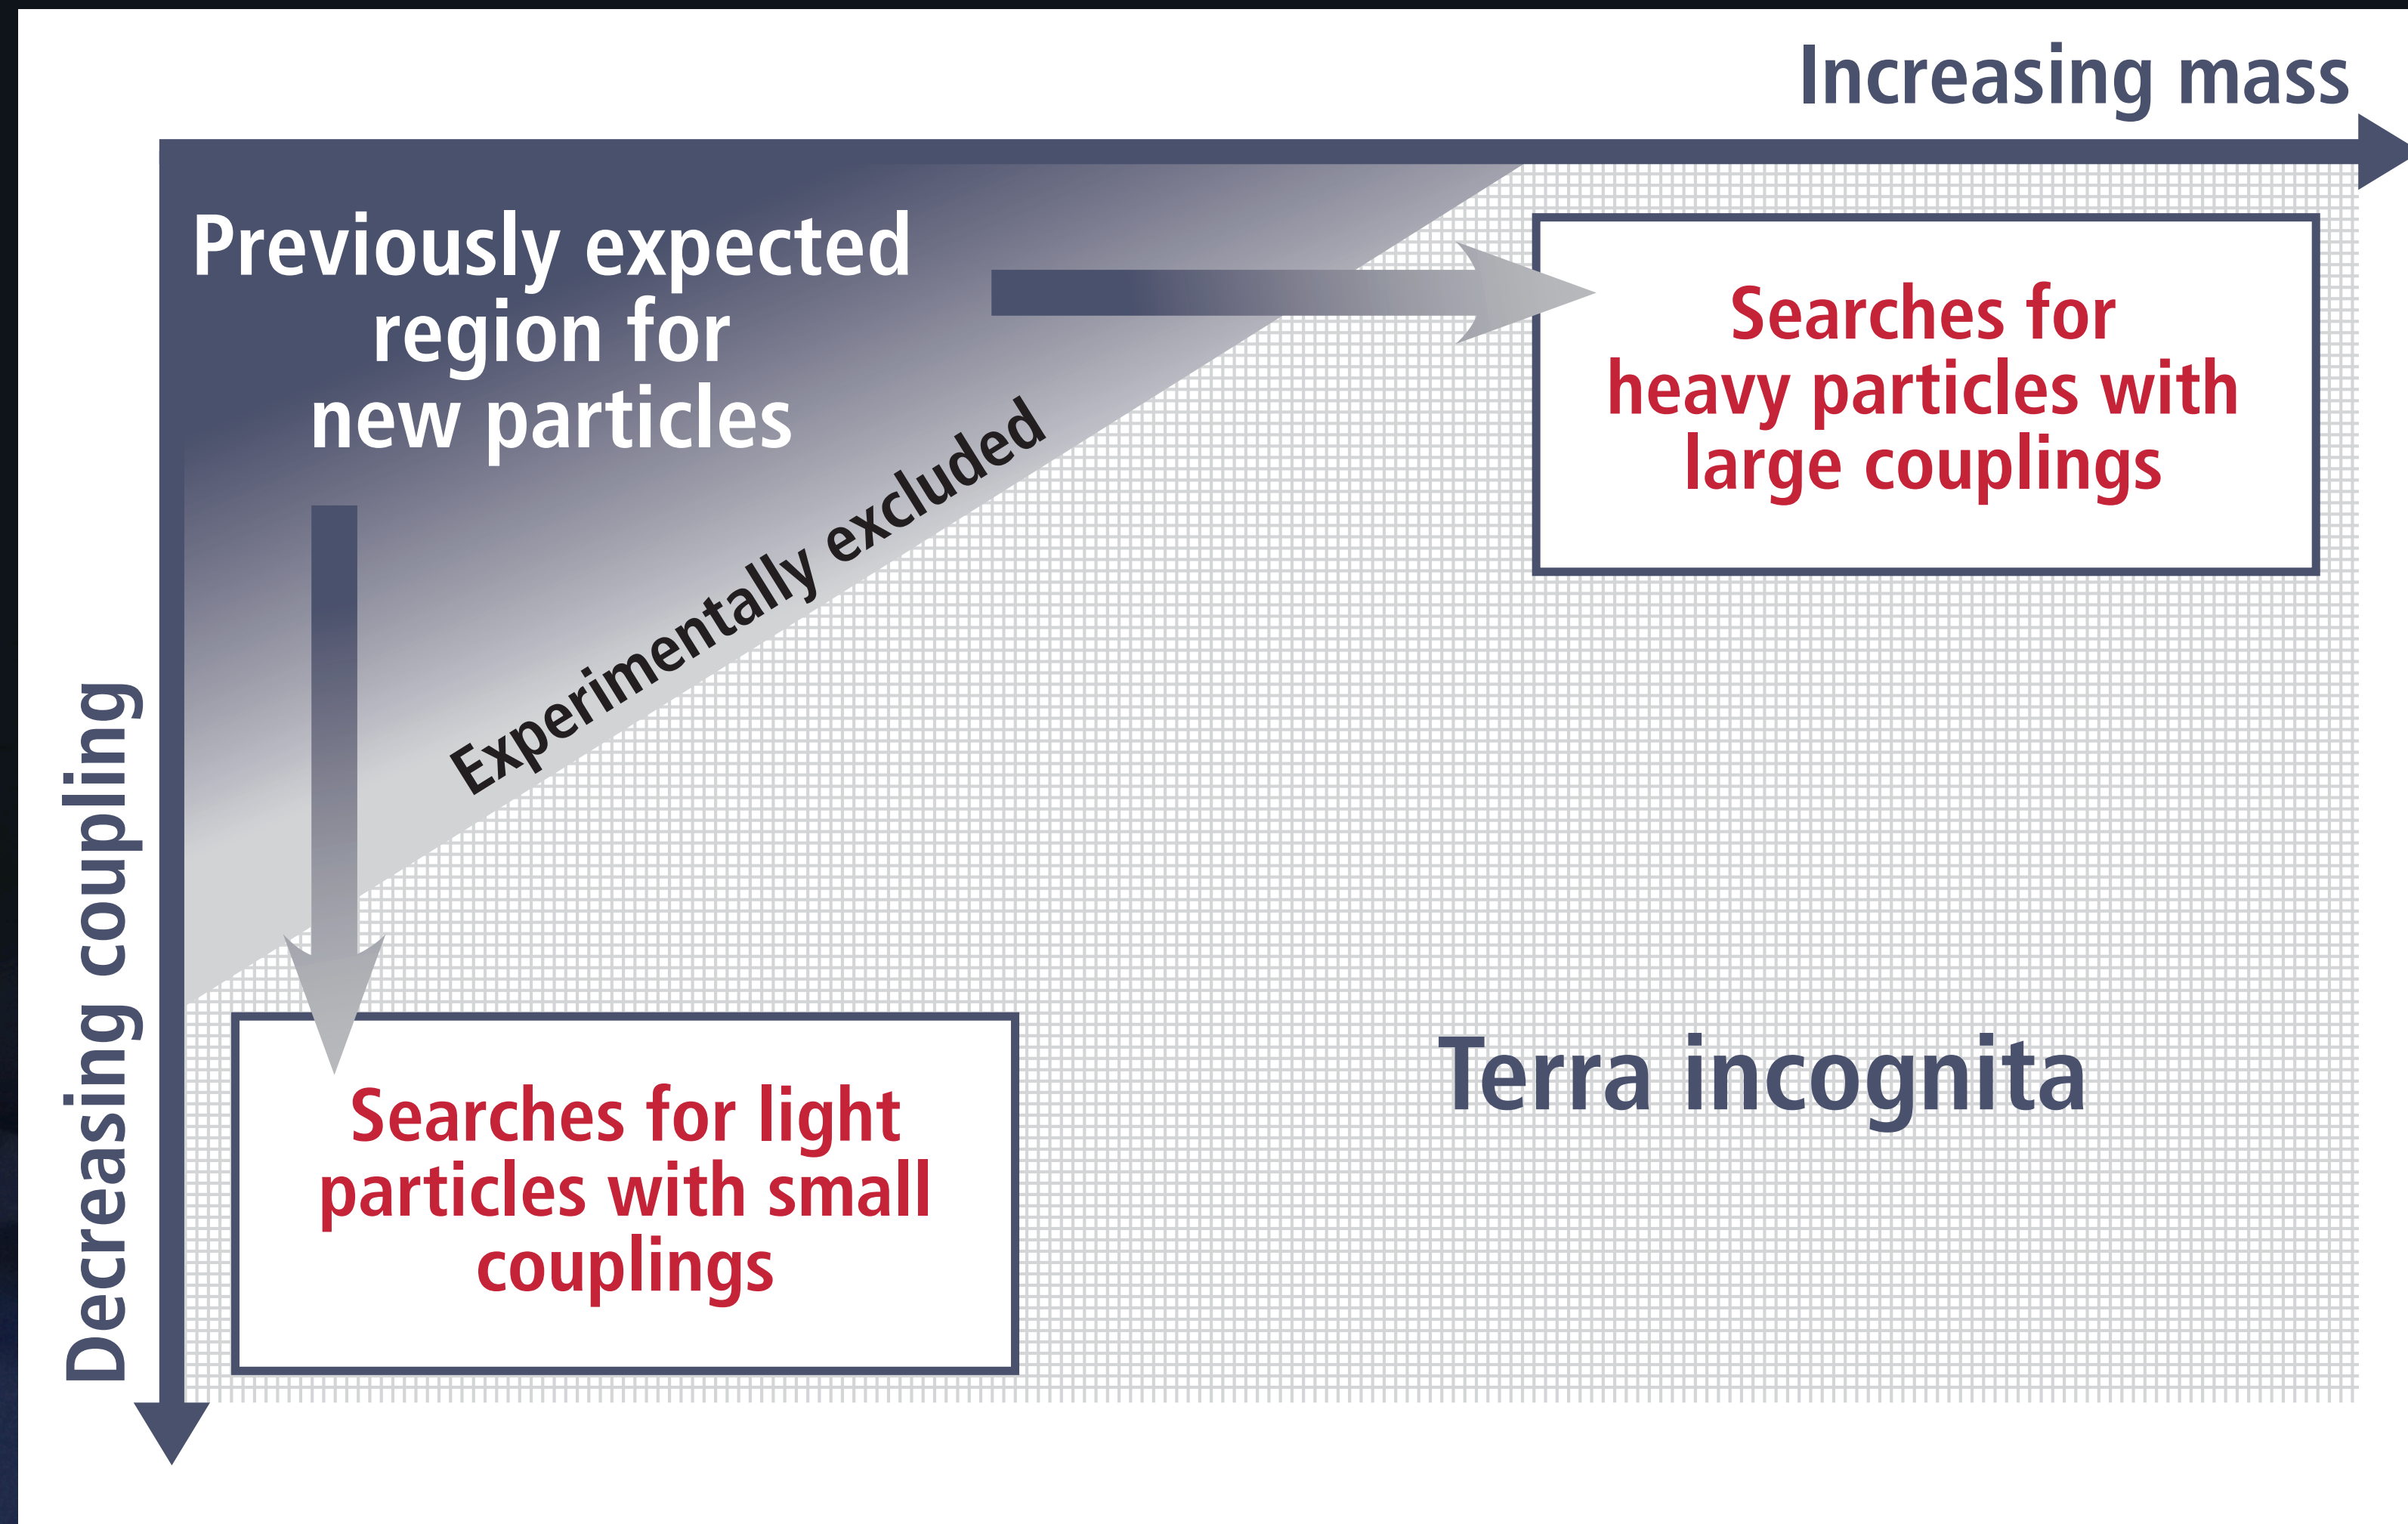 Increasing mass
Previously expected
region for
new particles
Searches for
heavy particles with
large couplings
Experimentally excluded
Decreasing coupling
Terra incognita
Searches for light
particles with small
couplings